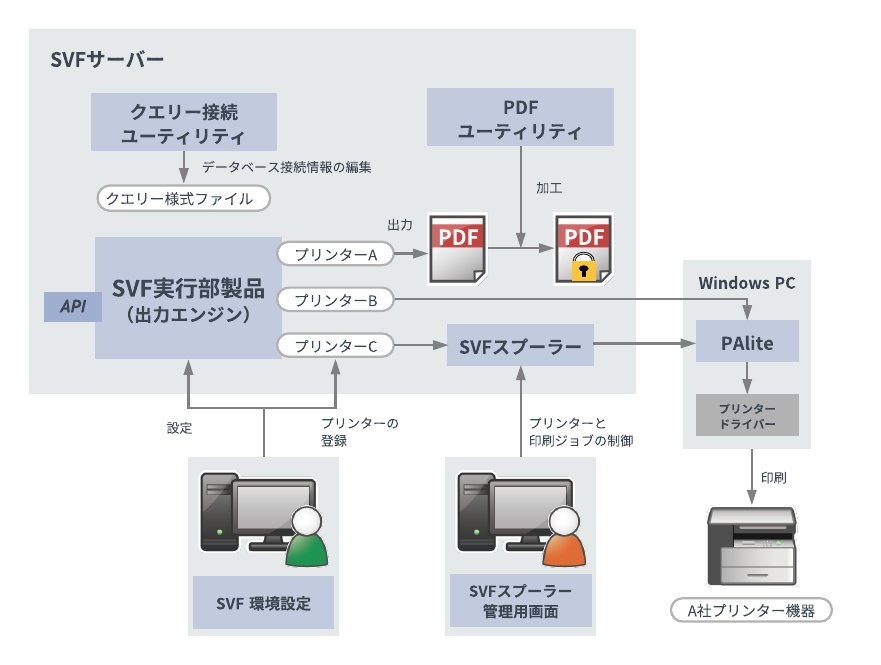 SVFサーバー
クエリー接続
ユーティリティ
PDF
ユーティリティ
データベース接続情報の編集
加工
クエリー様式ファイル
出力
PDF
PDF
プリンターA
SVF実行部製品
（出力エンジン）
API
プリンターB
プリンターC
SVFスプーラー
Windows PC
PAlite
プリンター
ドライバー
設定
プリンターの
登録
プリンターと
印刷ジョブの制御
印刷
SVF 環境設定
SVFスプーラー
管理用画面
A社プリンター機器